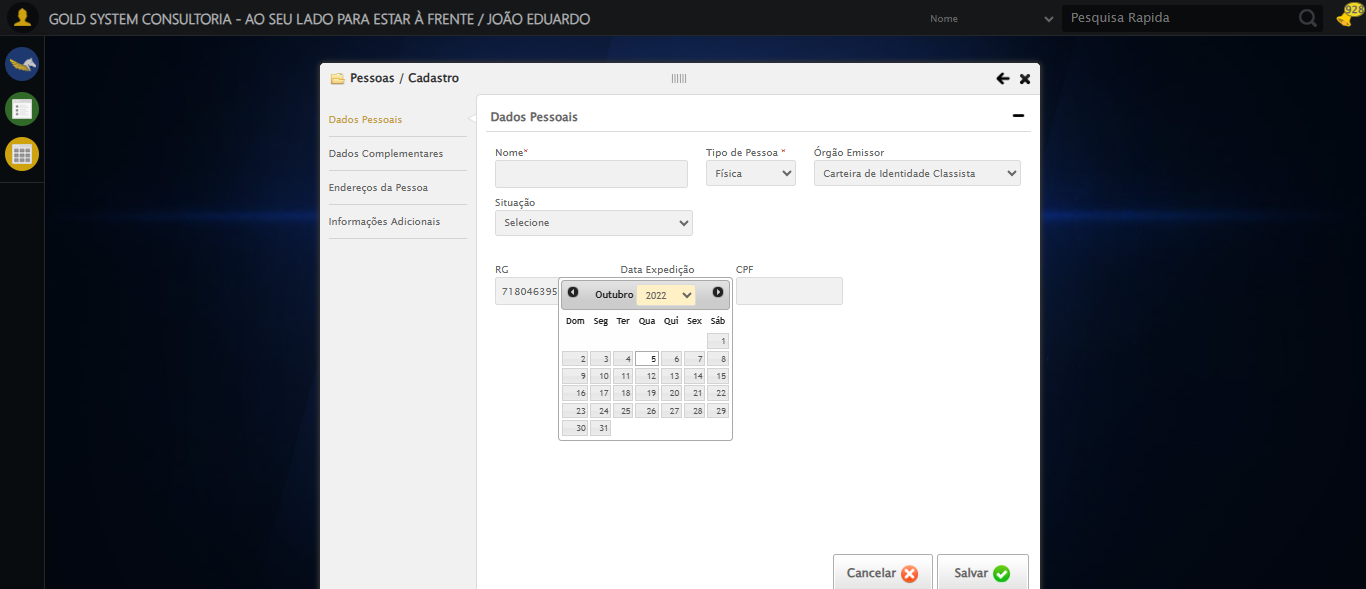 GOLD SYSTEM CONSULTORIA - AO SEU LADO PARA ESTAR À FRENTE / JOÃO EDUARDO
Nome
Pesquisa Rapida
928
Pessoas / Cadastro
Dados Pessoais
Dados Complementares
Endereços da Pessoa
Informações Adicionais
Dados Pessoais
Nome* Tipo de Pessoa * Órgão Emissor
Física Carteira de Identidade Classista
Situação
Selecione
RG Data Expedição CPF
718046395
Outubro 2022
Dom Seg Ter Qua Qui Sex Sáb
1
2 3 4 5 6 7 8
9 10 11 12 13 14 15
16 17 18 19 20 21 22
23 24 25 26 27 28 29
30 31
Cancelar Salvar